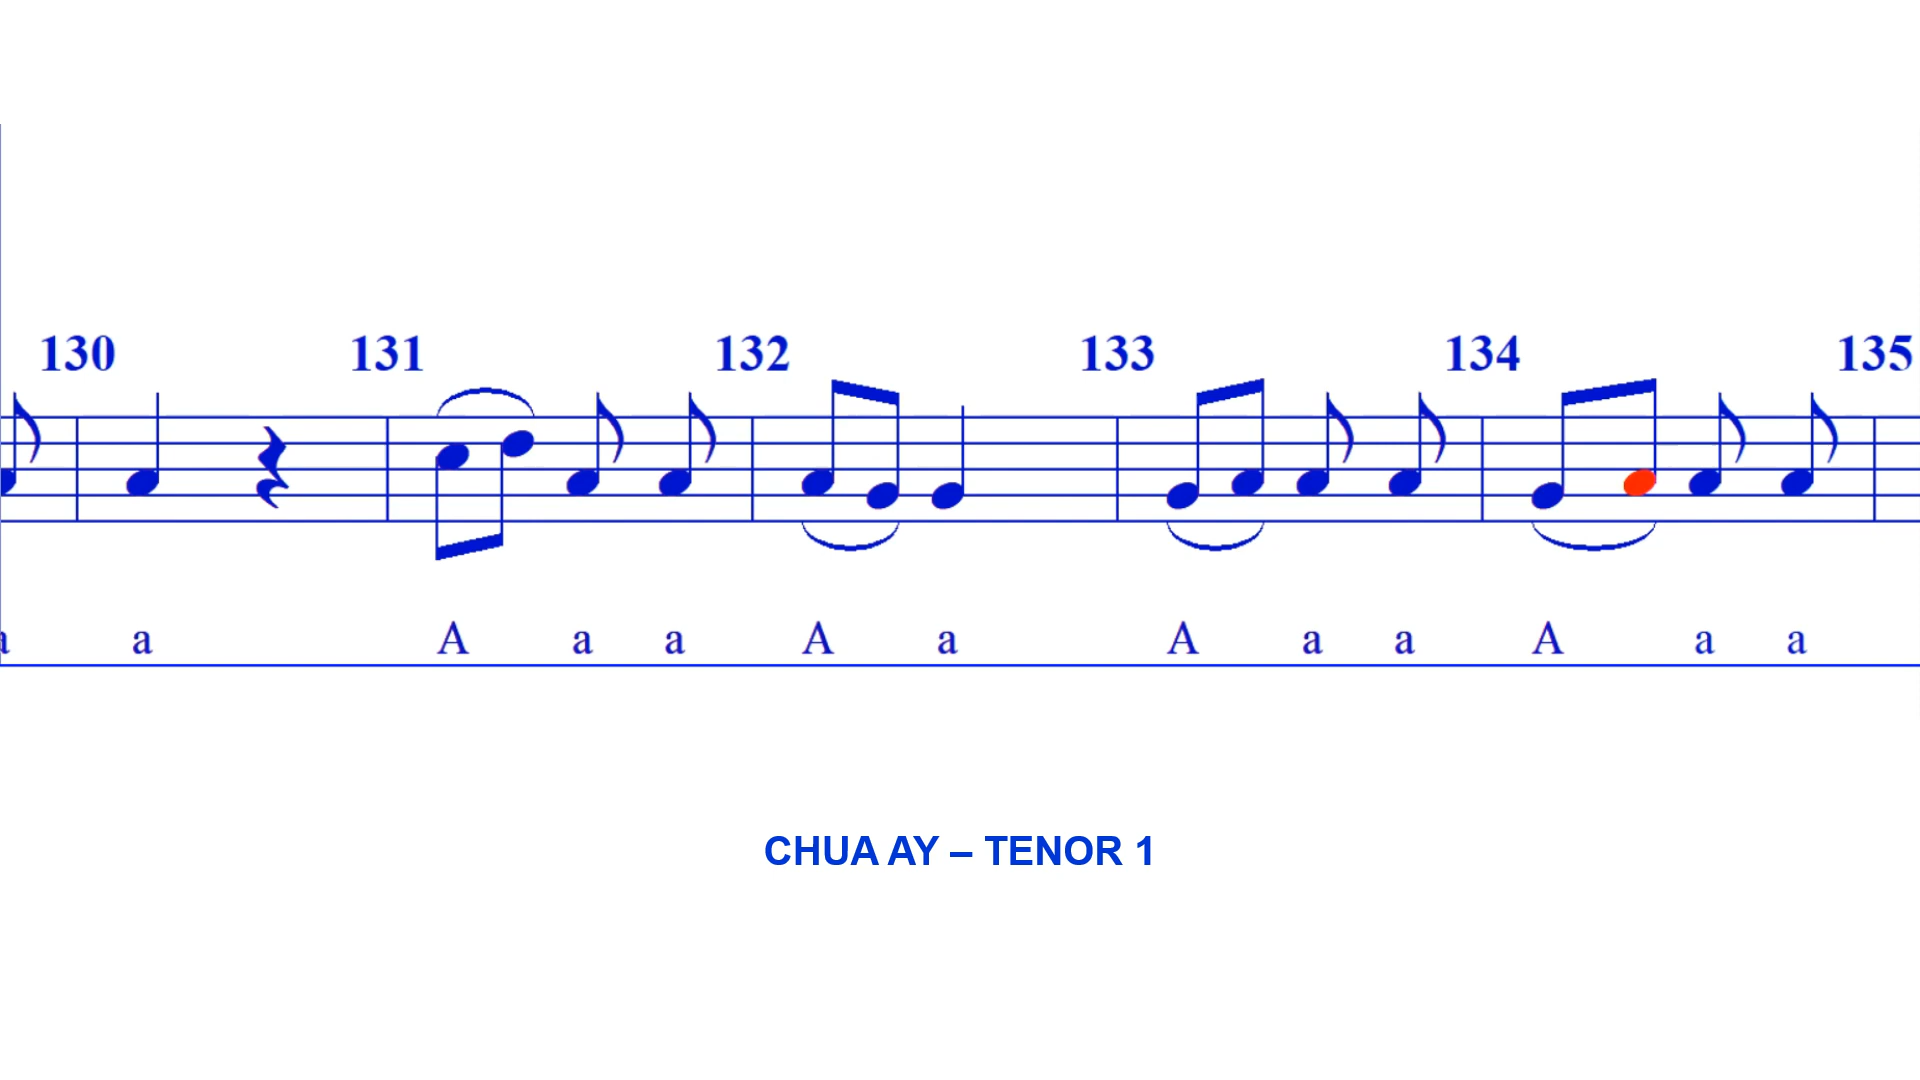 130 131 132 133 134 135
a a A a a A a A a a A a a
CHUA AY – TENOR 1